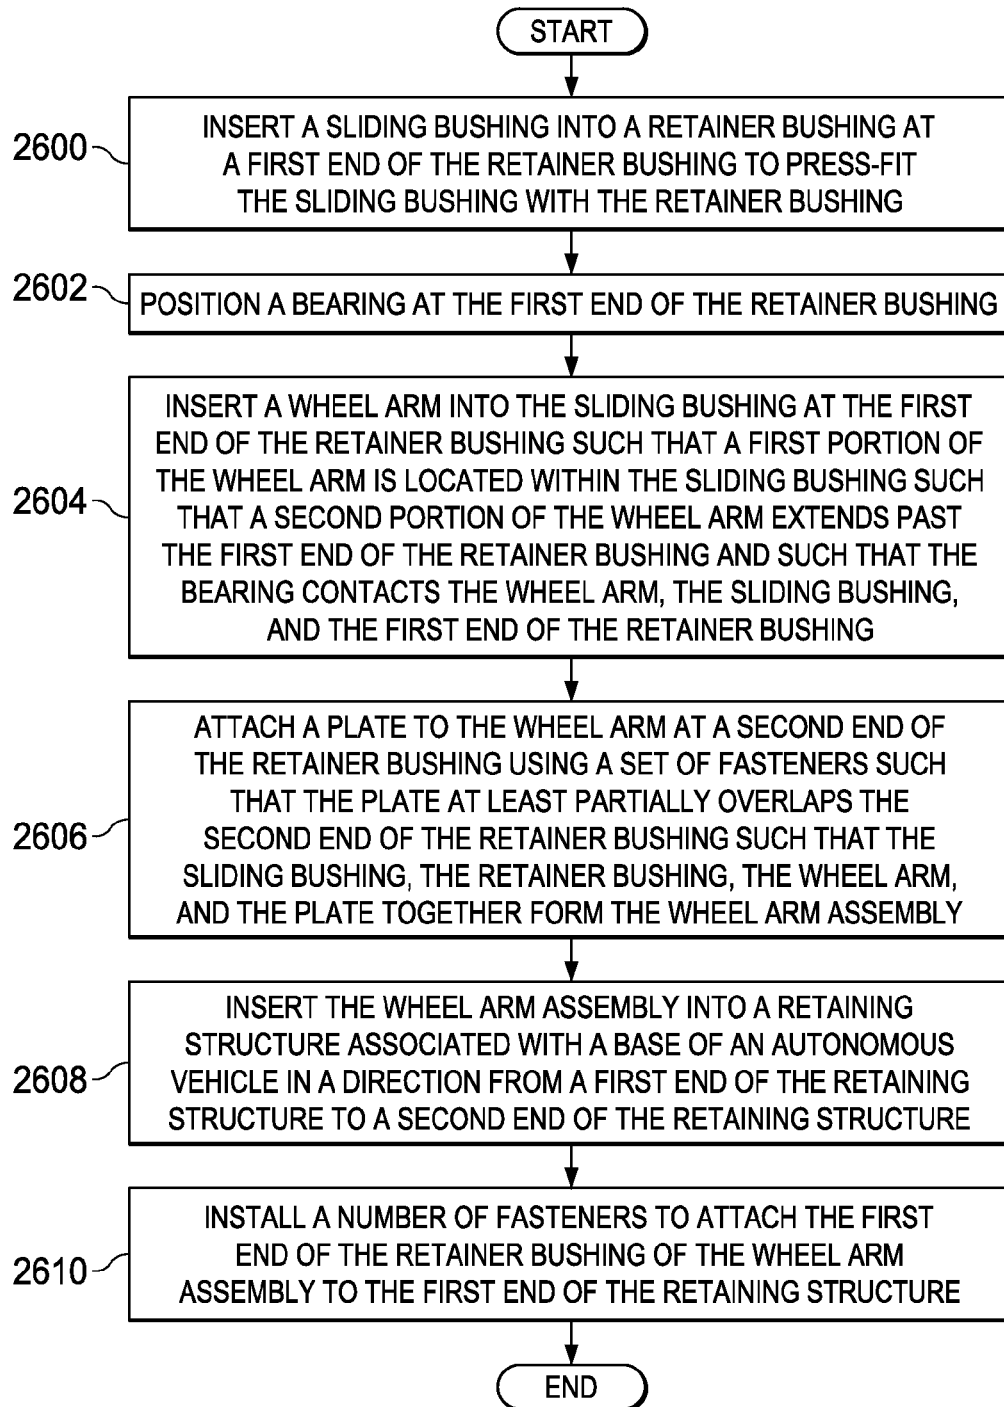 START
2600
INSERT A SLIDING BUSHING INTO A RETAINER BUSHING AT
A FIRST END OF THE RETAINER BUSHING TO PRESS-FIT
THE SLIDING BUSHING WITH THE RETAINER BUSHING
2602
POSITION A BEARING AT THE FIRST END OF THE RETAINER BUSHING
2604
INSERT A WHEEL ARM INTO THE SLIDING BUSHING AT THE FIRST
END OF THE RETAINER BUSHING SUCH THAT A FIRST PORTION OF
THE WHEEL ARM IS LOCATED WITHIN THE SLIDING BUSHING SUCH
THAT A SECOND PORTION OF THE WHEEL ARM EXTENDS PAST
THE FIRST END OF THE RETAINER BUSHING AND SUCH THAT THE
BEARING CONTACTS THE WHEEL ARM, THE SLIDING BUSHING,
AND THE FIRST END OF THE RETAINER BUSHING
2606
ATTACH A PLATE TO THE WHEEL ARM AT A SECOND END OF
THE RETAINER BUSHING USING A SET OF FASTENERS SUCH
THAT THE PLATE AT LEAST PARTIALLY OVERLAPS THE
SECOND END OF THE RETAINER BUSHING SUCH THAT THE
SLIDING BUSHING, THE RETAINER BUSHING, THE WHEEL ARM,
AND THE PLATE TOGETHER FORM THE WHEEL ARM ASSEMBLY
2608
INSERT THE WHEEL ARM ASSEMBLY INTO A RETAINING
STRUCTURE ASSOCIATED WITH A BASE OF AN AUTONOMOUS
VEHICLE IN A DIRECTION FROM A FIRST END OF THE RETAINING
STRUCTURE TO A SECOND END OF THE RETAINING STRUCTURE
2610
INSTALL A NUMBER OF FASTENERS TO ATTACH THE FIRST
END OF THE RETAINER BUSHING OF THE WHEEL ARM
ASSEMBLY TO THE FIRST END OF THE RETAINING STRUCTURE
END